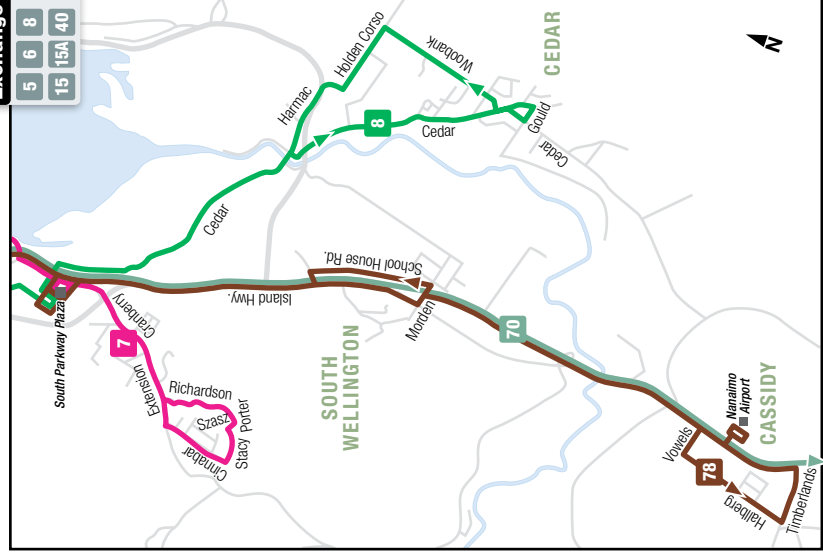 Exchange
5 6 8
15 15A 40
Holden Corso
Woobank
CEDAR
N
Harmac
8
Cedar
Gould
Cedar
Cedar
School House Rd.
Island Hwy.
South Parkway Plaza
Cranberry
7
Extension
Richardson
Szasz
Cinnabar
Stacy Porter
SOUTH
WELLINGTON
Morden
70
Nanaimo
Airport
CASSIDY
Vowels
78
Hallberg
Timberlands